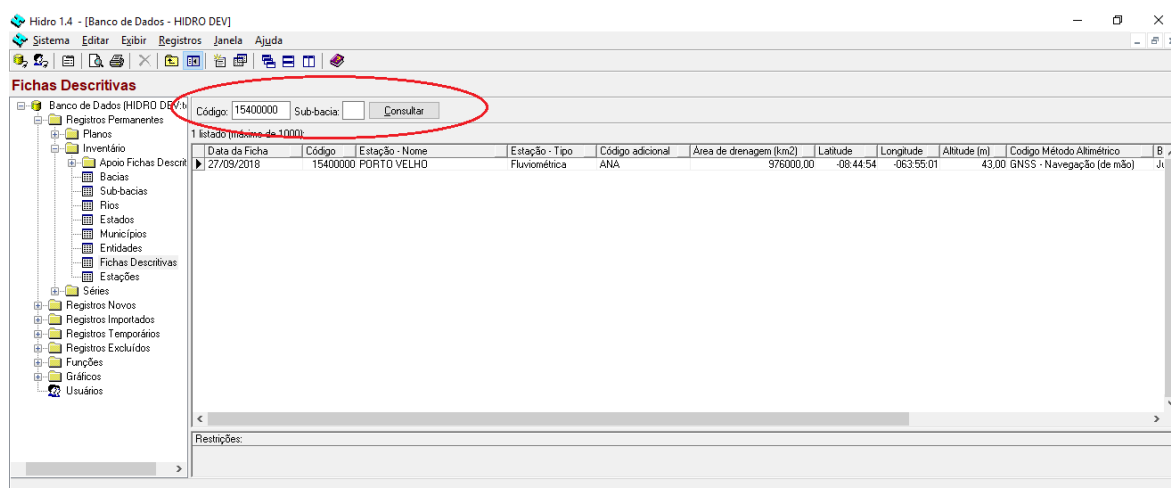 Hidro 1.4 - [Banco de Dados - HIDRO DEV]
Sistema Editar Exibir Registros Janela Ajuda
Fichas Descritivas
Banco de Dados (HIDRO DEV:b
Registros Permanentes
Planos
Inventário
Apoio Fichas Descrit
Bacias
Sub-bacias
Rios
Estados
Municípios
Entidades
Fichas Descritivas
Estações
Séries
Registros Novos
Registros Importados
Registros Temporários
Registros Excluídos
Funções
Gráficos
Usuários
Código: 15400000 Sub-bacia: Consultar
1 listado (máximo de 1000):
Data da Ficha Código Estação - Nome Estação - Tipo Código adicional Área de drenagem (km2) Latitude Longitude Altitude (m) Codigo Método Altimétrico B
27/09/2018 15400000 PORTO VELHO Fluviométrica ANA 976000,00 -08:44:54 -063:55:01 43,00 GNSS - Navegação (de mão) Ju
Restrições: